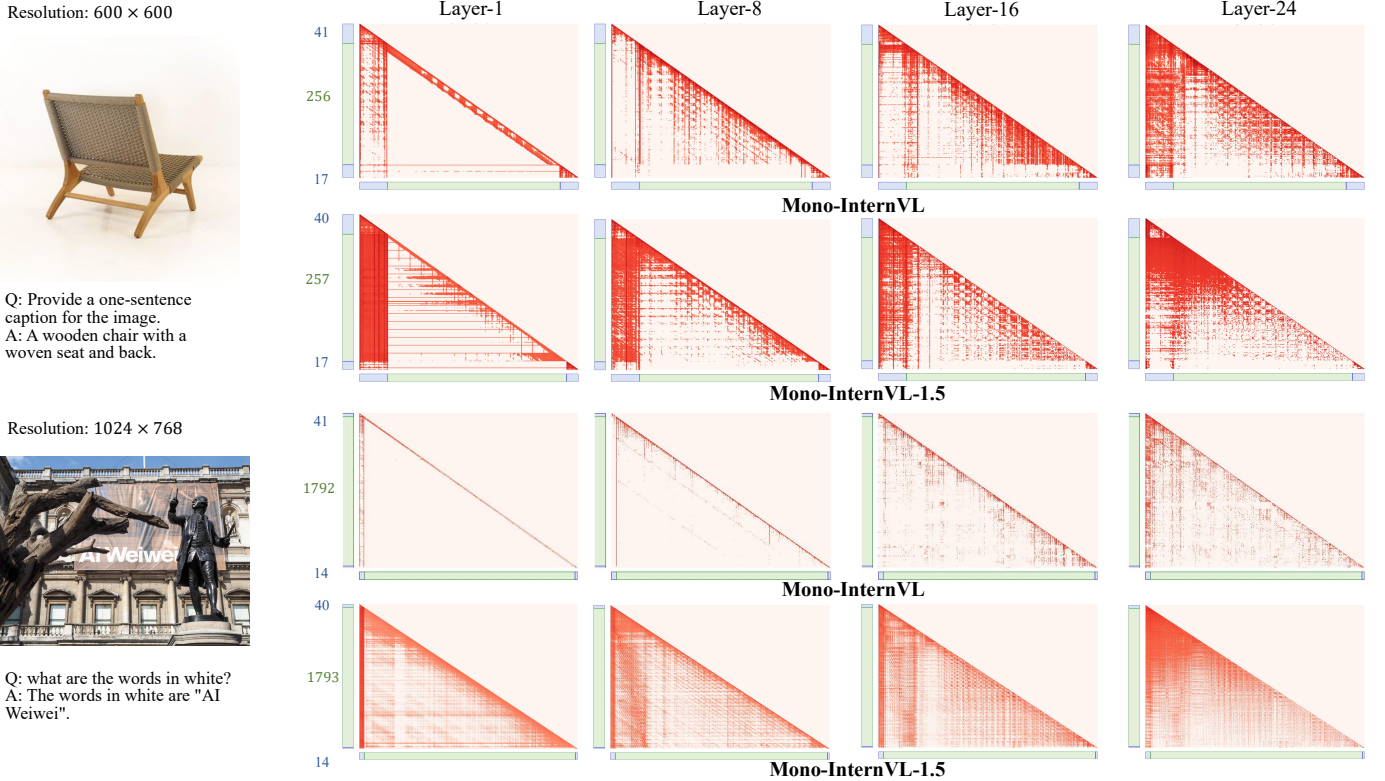 Resolution: 600 × 600
Layer-1
Layer-8
Layer-16
Layer-24
41
256
17
Mono-InternVL
40
257
17
Mono-InternVL-1.5
Q: Provide a one-sentence
caption for the image.
A: A wooden chair with a
woven seat and back.
Resolution: 1024 × 768
AI Weiwei
41
1792
14
Mono-InternVL
40
1793
14
Mono-InternVL-1.5
Q: what are the words in white?
A: The words in white are "AI
Weiwei".